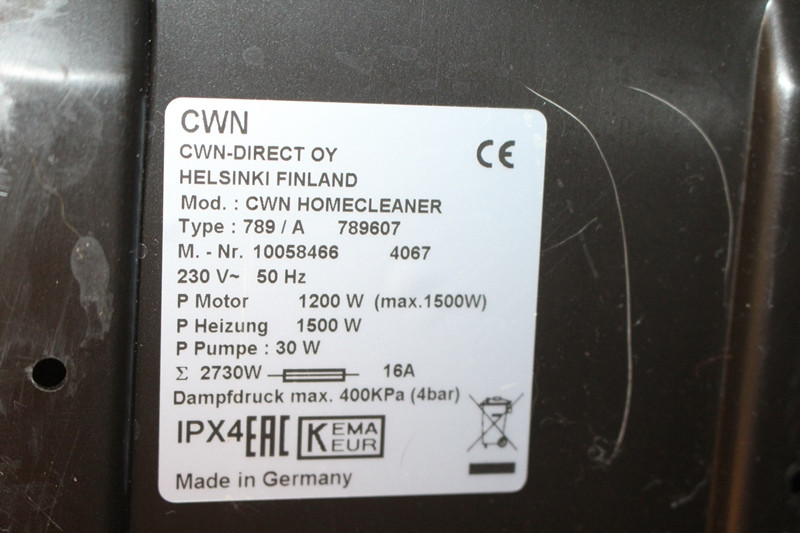 CWN
CWN-DIRECT OY
CE
HELSINKI FINLAND
Mod. : CWN HOMECLEANER
Type : 789 / A 789607
M. - Nr. 10058466 4067
230 V~ 50 Hz
P Motor 1200 W (max.1500W)
P Heizung 1500 W
P Pumpe : 30 W
Σ 2730W 16A
Dampfdruck max. 400KPa (4bar)
IPX4 EAC KEMA KEUR
Made in Germany